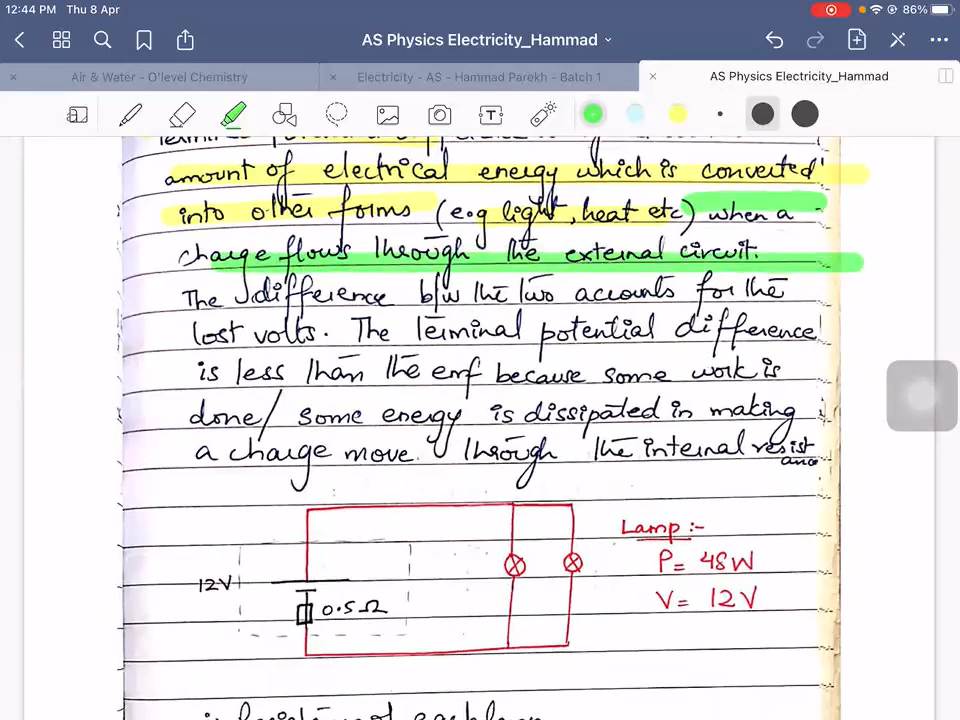 12:44 PM Thu 8 Apr
86%
AS Physics Electricity_Hammad
Air & Water - O'level Chemistry
Electricity - AS - Hammad Parekh - Batch 1
AS Physics Electricity_Hammad
amount of electrical energy which is converted
into other forms (e.g light, heat etc) when a
charge flows through the external circuit.
The difference b/w the two accounts for the
lost volts. The Terminal potential difference
is less than the emf because some work is
done/ some energy is dissipated in making
a charge move through the internal resist
ance
Lamp :-
P = 48W
V = 12V
12V
0.5Ω